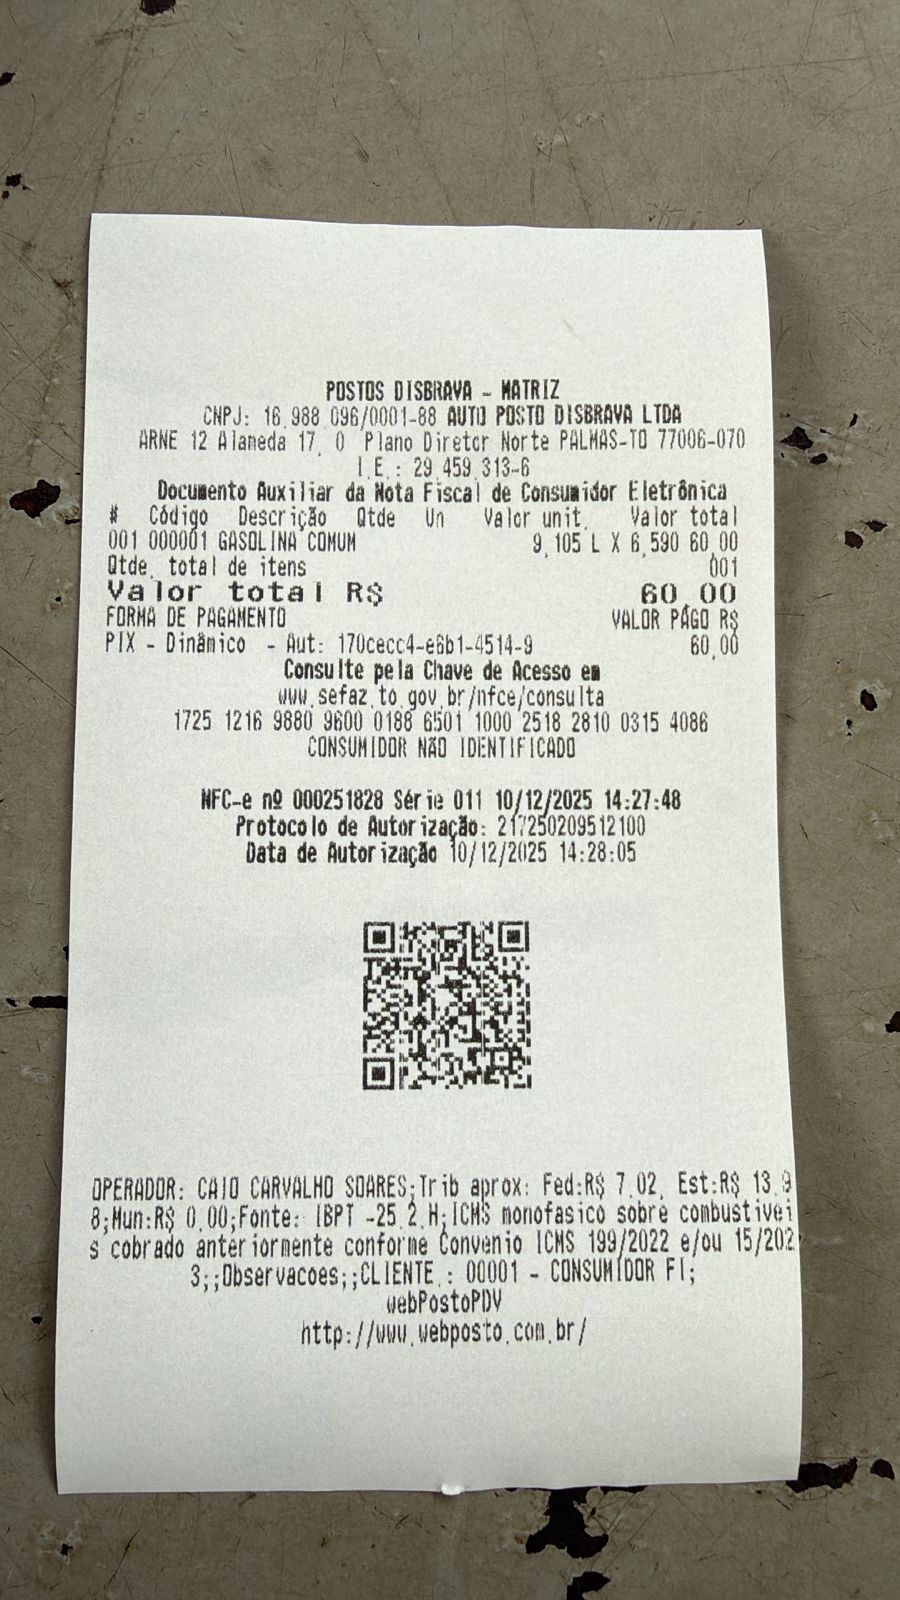 POSTOS DISBRAVA - MATRIZ
CNPJ: 16.988.096/0001-88 AUTO POSTO DISBRAVA LTDA
ARNE 12 Alameda 17, 0 Plano Diretor Norte PALMAS-TO 77006-070
I.E.: 29.459.313-6
Documento Auxiliar da Nota Fiscal de Consumidor Eletrônica
# Código Descrição Qtde Un Valor unit. Valor total
001 000001 GASOLINA COMUM 9,105 L X 6,590 60,00
Qtde. total de itens 001
Valor total R$ 60,00
FORMA DE PAGAMENTO VALOR PAGO R$
PIX - Dinâmico - Aut: 170cecc4-e6b1-4514-9 60,00
Consulte pela Chave de Acesso em
www.sefaz.to.gov.br/nfce/consulta
1725 1216 9880 9600 0188 6501 1000 2518 2810 0315 4086
CONSUMIDOR NÃO IDENTIFICADO
NFC-e nº 000251828 Série 011 10/12/2025 14:27:48
Protocolo de Autorização: 217250209512100
Data de Autorização 10/12/2025 14:28:05
OPERADOR: CAIO CARVALHO SOARES;Trib aprox: Fed:R$ 7.02, Est:R$ 13.9
8;Mun:R$ 0.00;Fonte: IBPT -25.2.H;ICMS monofasico sobre combustivei
s cobrado anteriormente conforme Convenio ICMS 199/2022 e/ou 15/202
3;;Observacoes;;CLIENTE.: 00001 - CONSUMIDOR FI;
webPostoPDV
http://www.webposto.com.br/